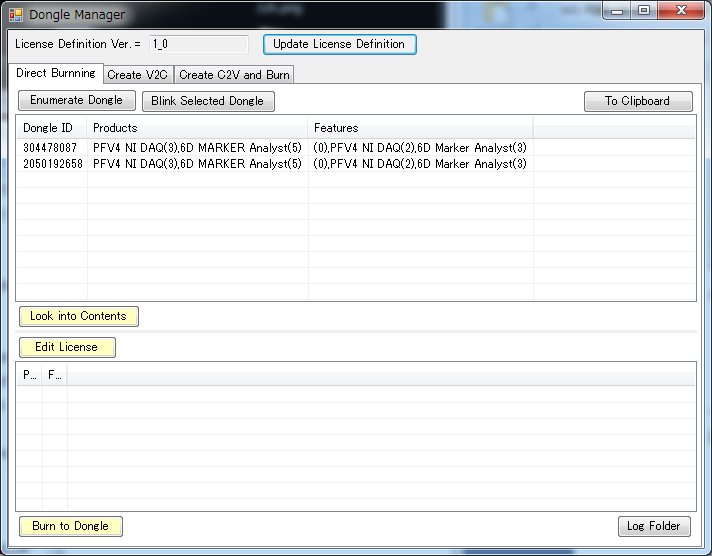 Dongle Manager
License Definition Ver. = 1_0 Update License Definition
Direct Burnning Create V2C Create C2V and Burn
Enumerate Dongle Blink Selected Dongle To Clipboard
Dongle ID Products Features
304478087 PFV4 NI DAQ(3),6D MARKER Analyst(5) (0),PFV4 NI DAQ(2),6D Marker Analyst(3)
2050192658 PFV4 NI DAQ(3),6D MARKER Analyst(5) (0),PFV4 NI DAQ(2),6D Marker Analyst(3)
Look into Contents
Edit License
P... F...
Burn to Dongle Log Folder